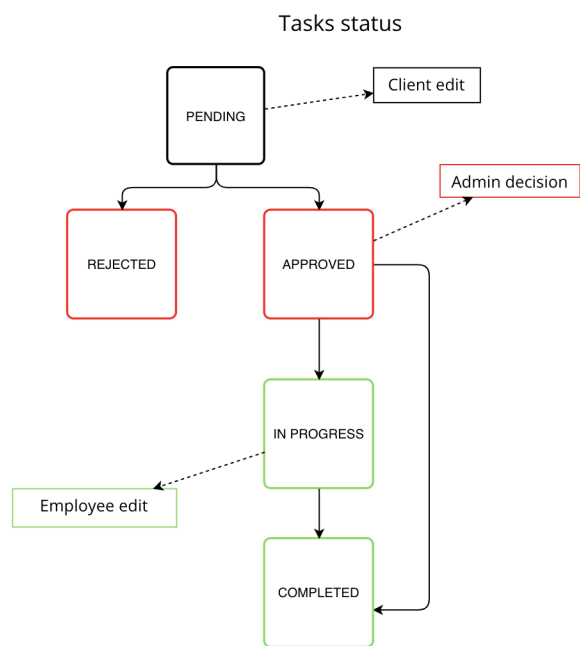 Tasks status
Client edit
PENDING
Admin decision
REJECTED
APPROVED
IN PROGRESS
Employee edit
COMPLETED